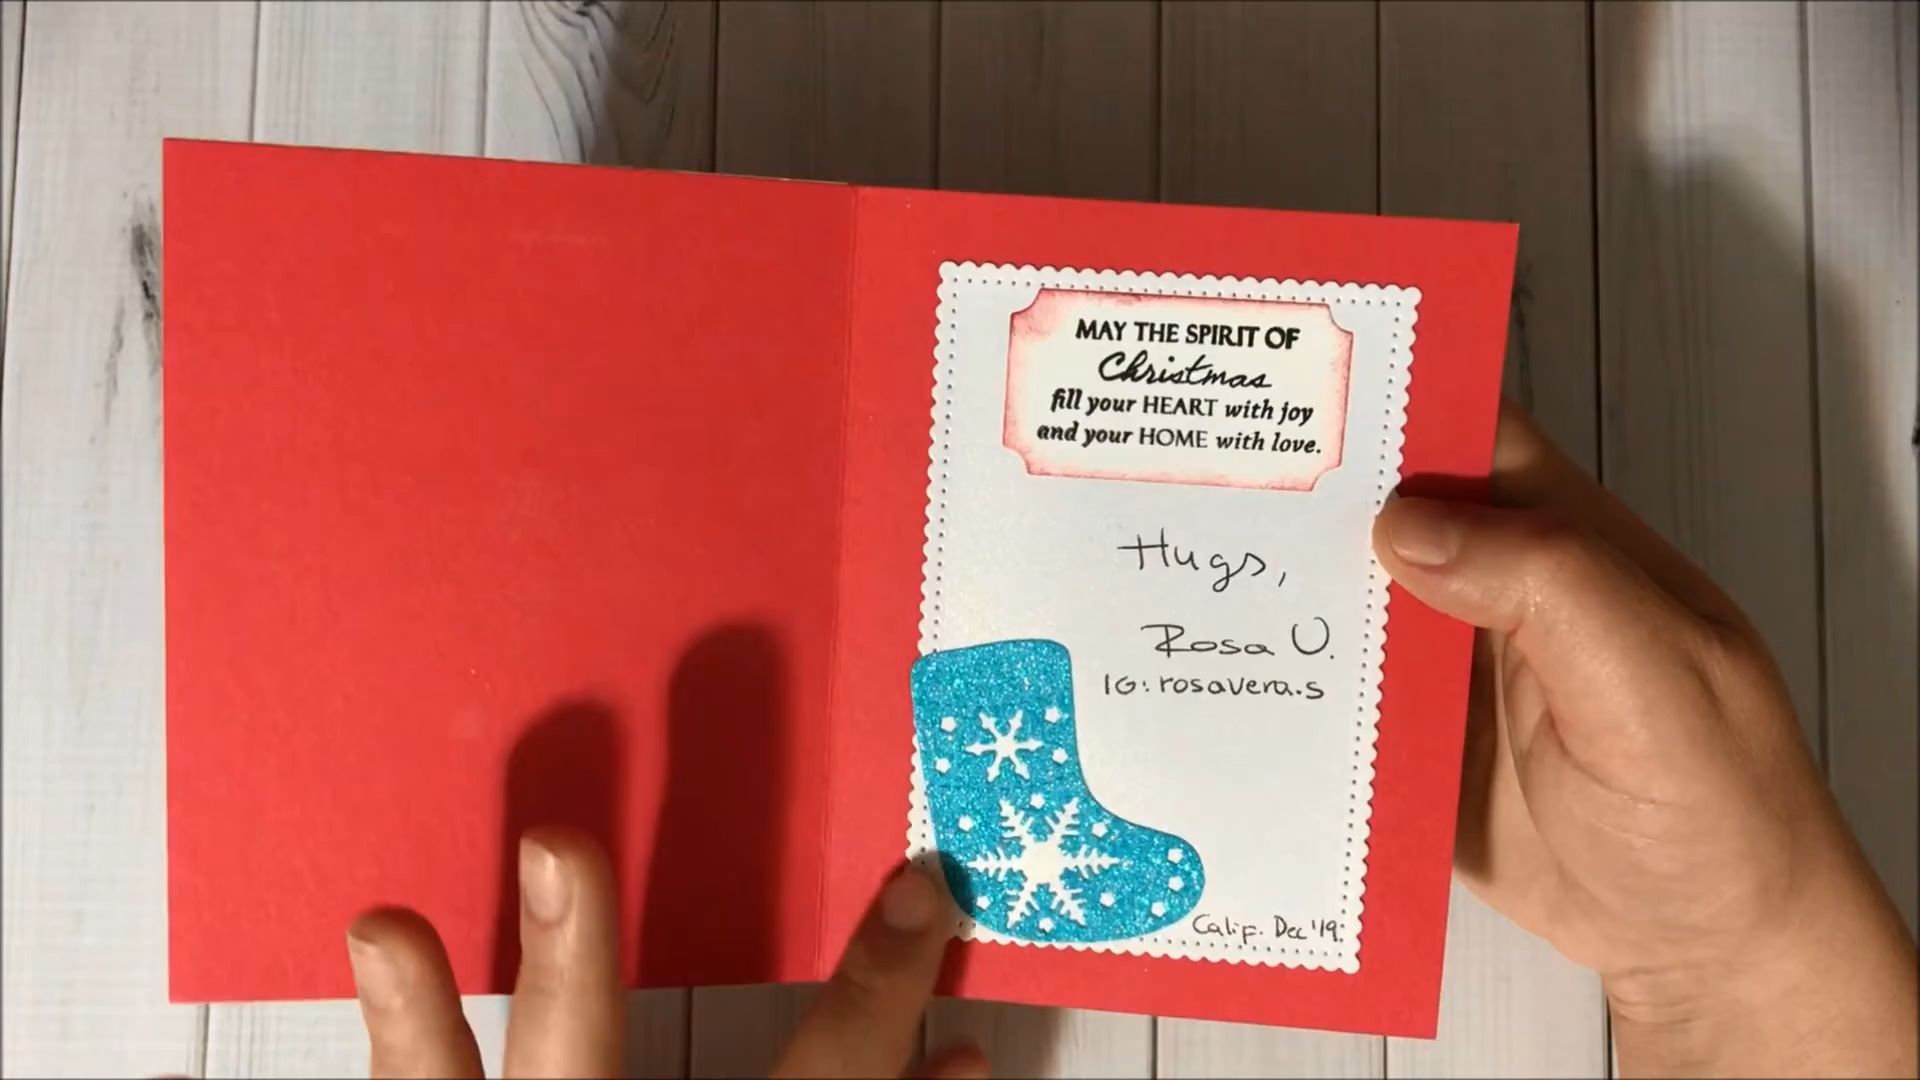 MAY THE SPIRIT OF
Christmas
fill your HEART with joy
and your HOME with love.
Hugs,
Rosa V.
IG: rosavera.s
Calif. Dec '19.